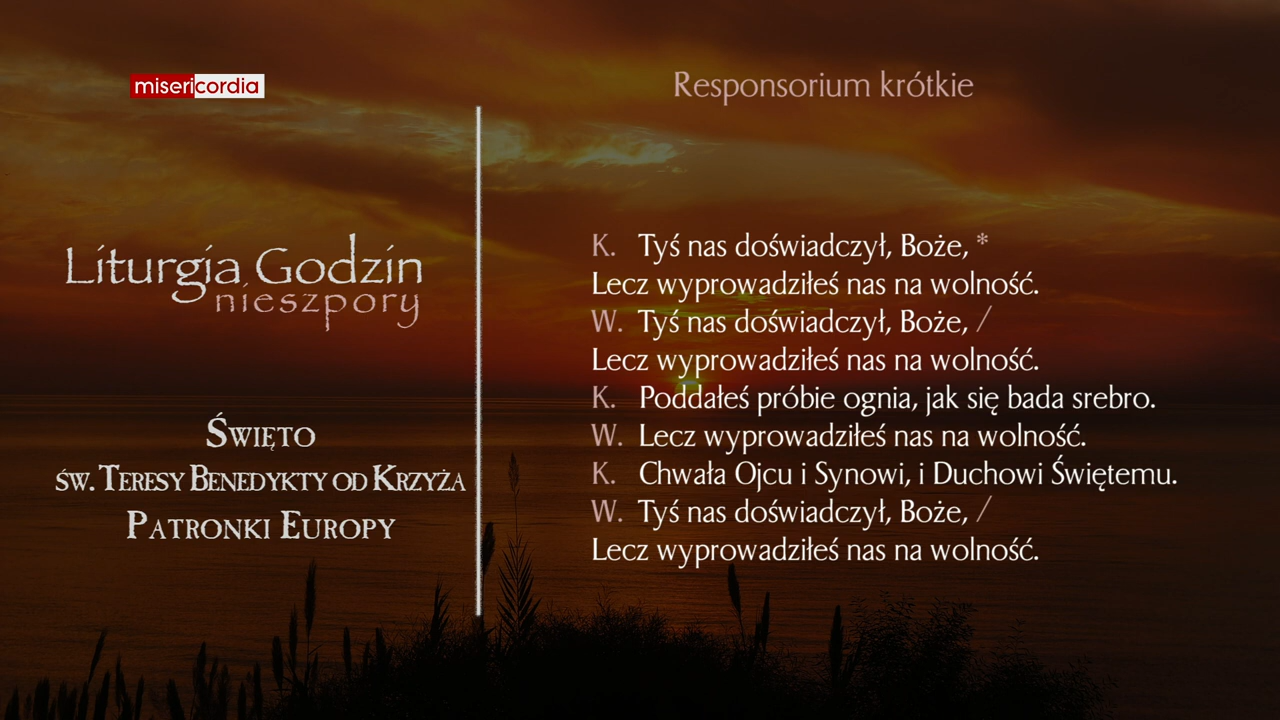 misericordia
Liturgia Godzin
nieszpory
Święto
św. Teresy Benedykty od Krzyża
Patronki Europy
Responsorium krótkie
K. Tyś nas doświadczył, Boże, *
Lecz wyprowadziłeś nas na wolność.
W. Tyś nas doświadczył, Boże, /
Lecz wyprowadziłeś nas na wolność.
K. Poddałeś próbie ognia, jak się bada srebro.
W. Lecz wyprowadziłeś nas na wolność.
K. Chwała Ojcu i Synowi, i Duchowi Świętemu.
W. Tyś nas doświadczył, Boże, /
Lecz wyprowadziłeś nas na wolność.